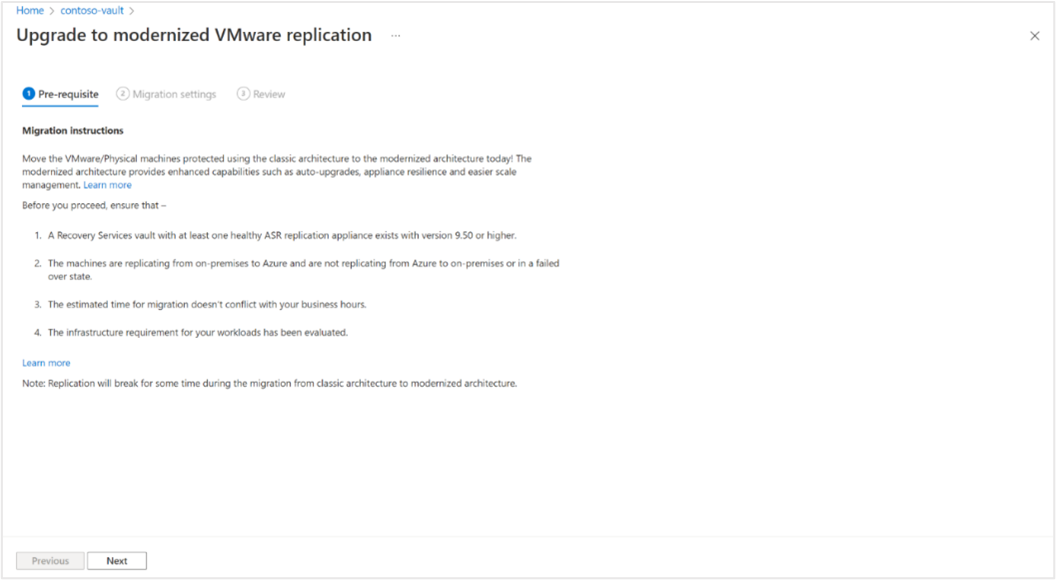 Home > contoso-vault >
Upgrade to modernized VMware replication ...
1 Pre-requisite 2 Migration settings 3 Review
Migration instructions
Move the VMware/Physical machines protected using the classic architecture to the modernized architecture today! The
modernized architecture provides enhanced capabilities such as auto-upgrades, appliance resilience and easier scale
management. Learn more
Before you proceed, ensure that –
1. A Recovery Services vault with at least one healthy ASR replication appliance exists with version 9.50 or higher.
2. The machines are replicating from on-premises to Azure and are not replicating from Azure to on-premises or in a failed
over state.
3. The estimated time for migration doesn't conflict with your business hours.
4. The infrastructure requirement for your workloads has been evaluated.
Learn more
Note: Replication will break for some time during the migration from classic architecture to modernized architecture.
Previous Next